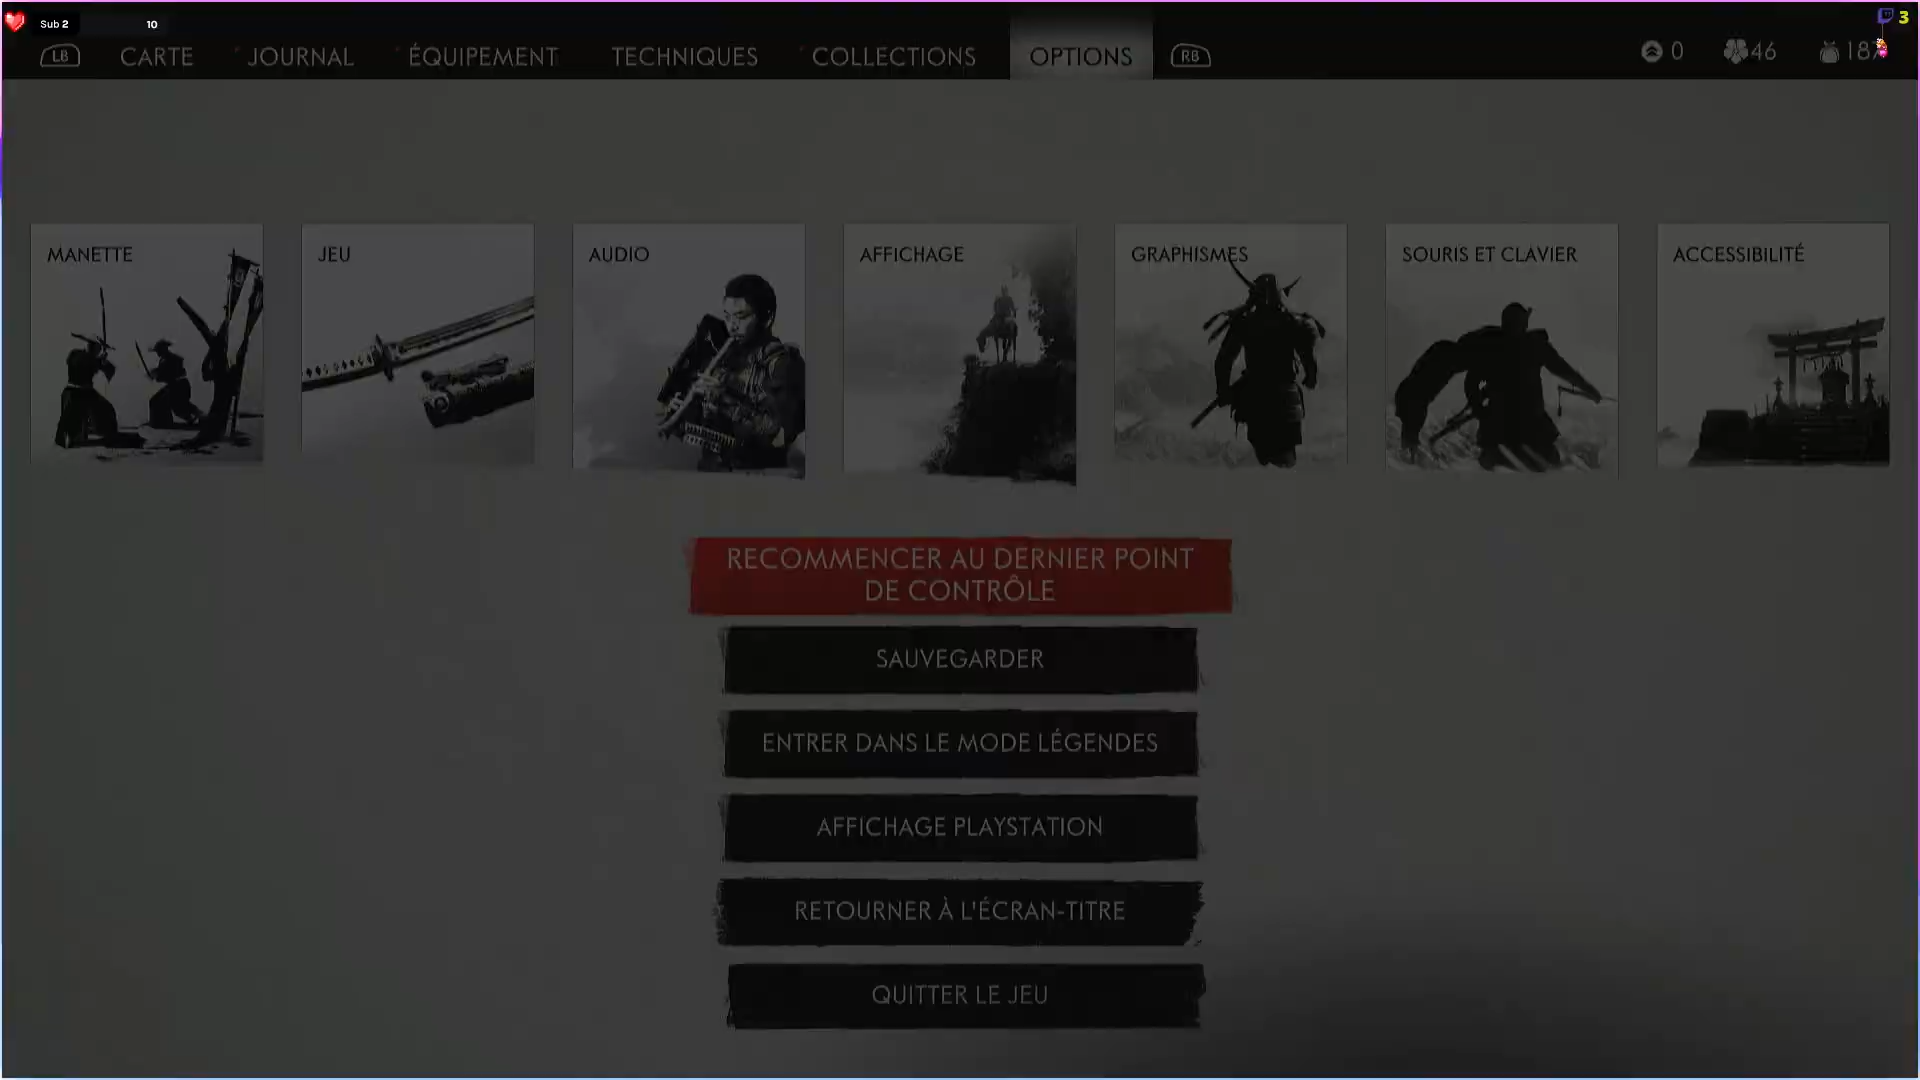 Sub 2
10
3
LB
CARTE
JOURNAL
ÉQUIPEMENT
TECHNIQUES
COLLECTIONS
OPTIONS
RB
0
46
MANETTE
JEU
AUDIO
AFFICHAGE
GRAPHISMES
SOURIS ET CLAVIER
ACCESSIBILITÉ
RECOMMENCER AU DERNIER POINT
DE CONTRÔLE
SAUVEGARDER
ENTRER DANS LE MODE LÉGENDES
AFFICHAGE PLAYSTATION
RETOURNER À L'ÉCRAN-TITRE
QUITTER LE JEU